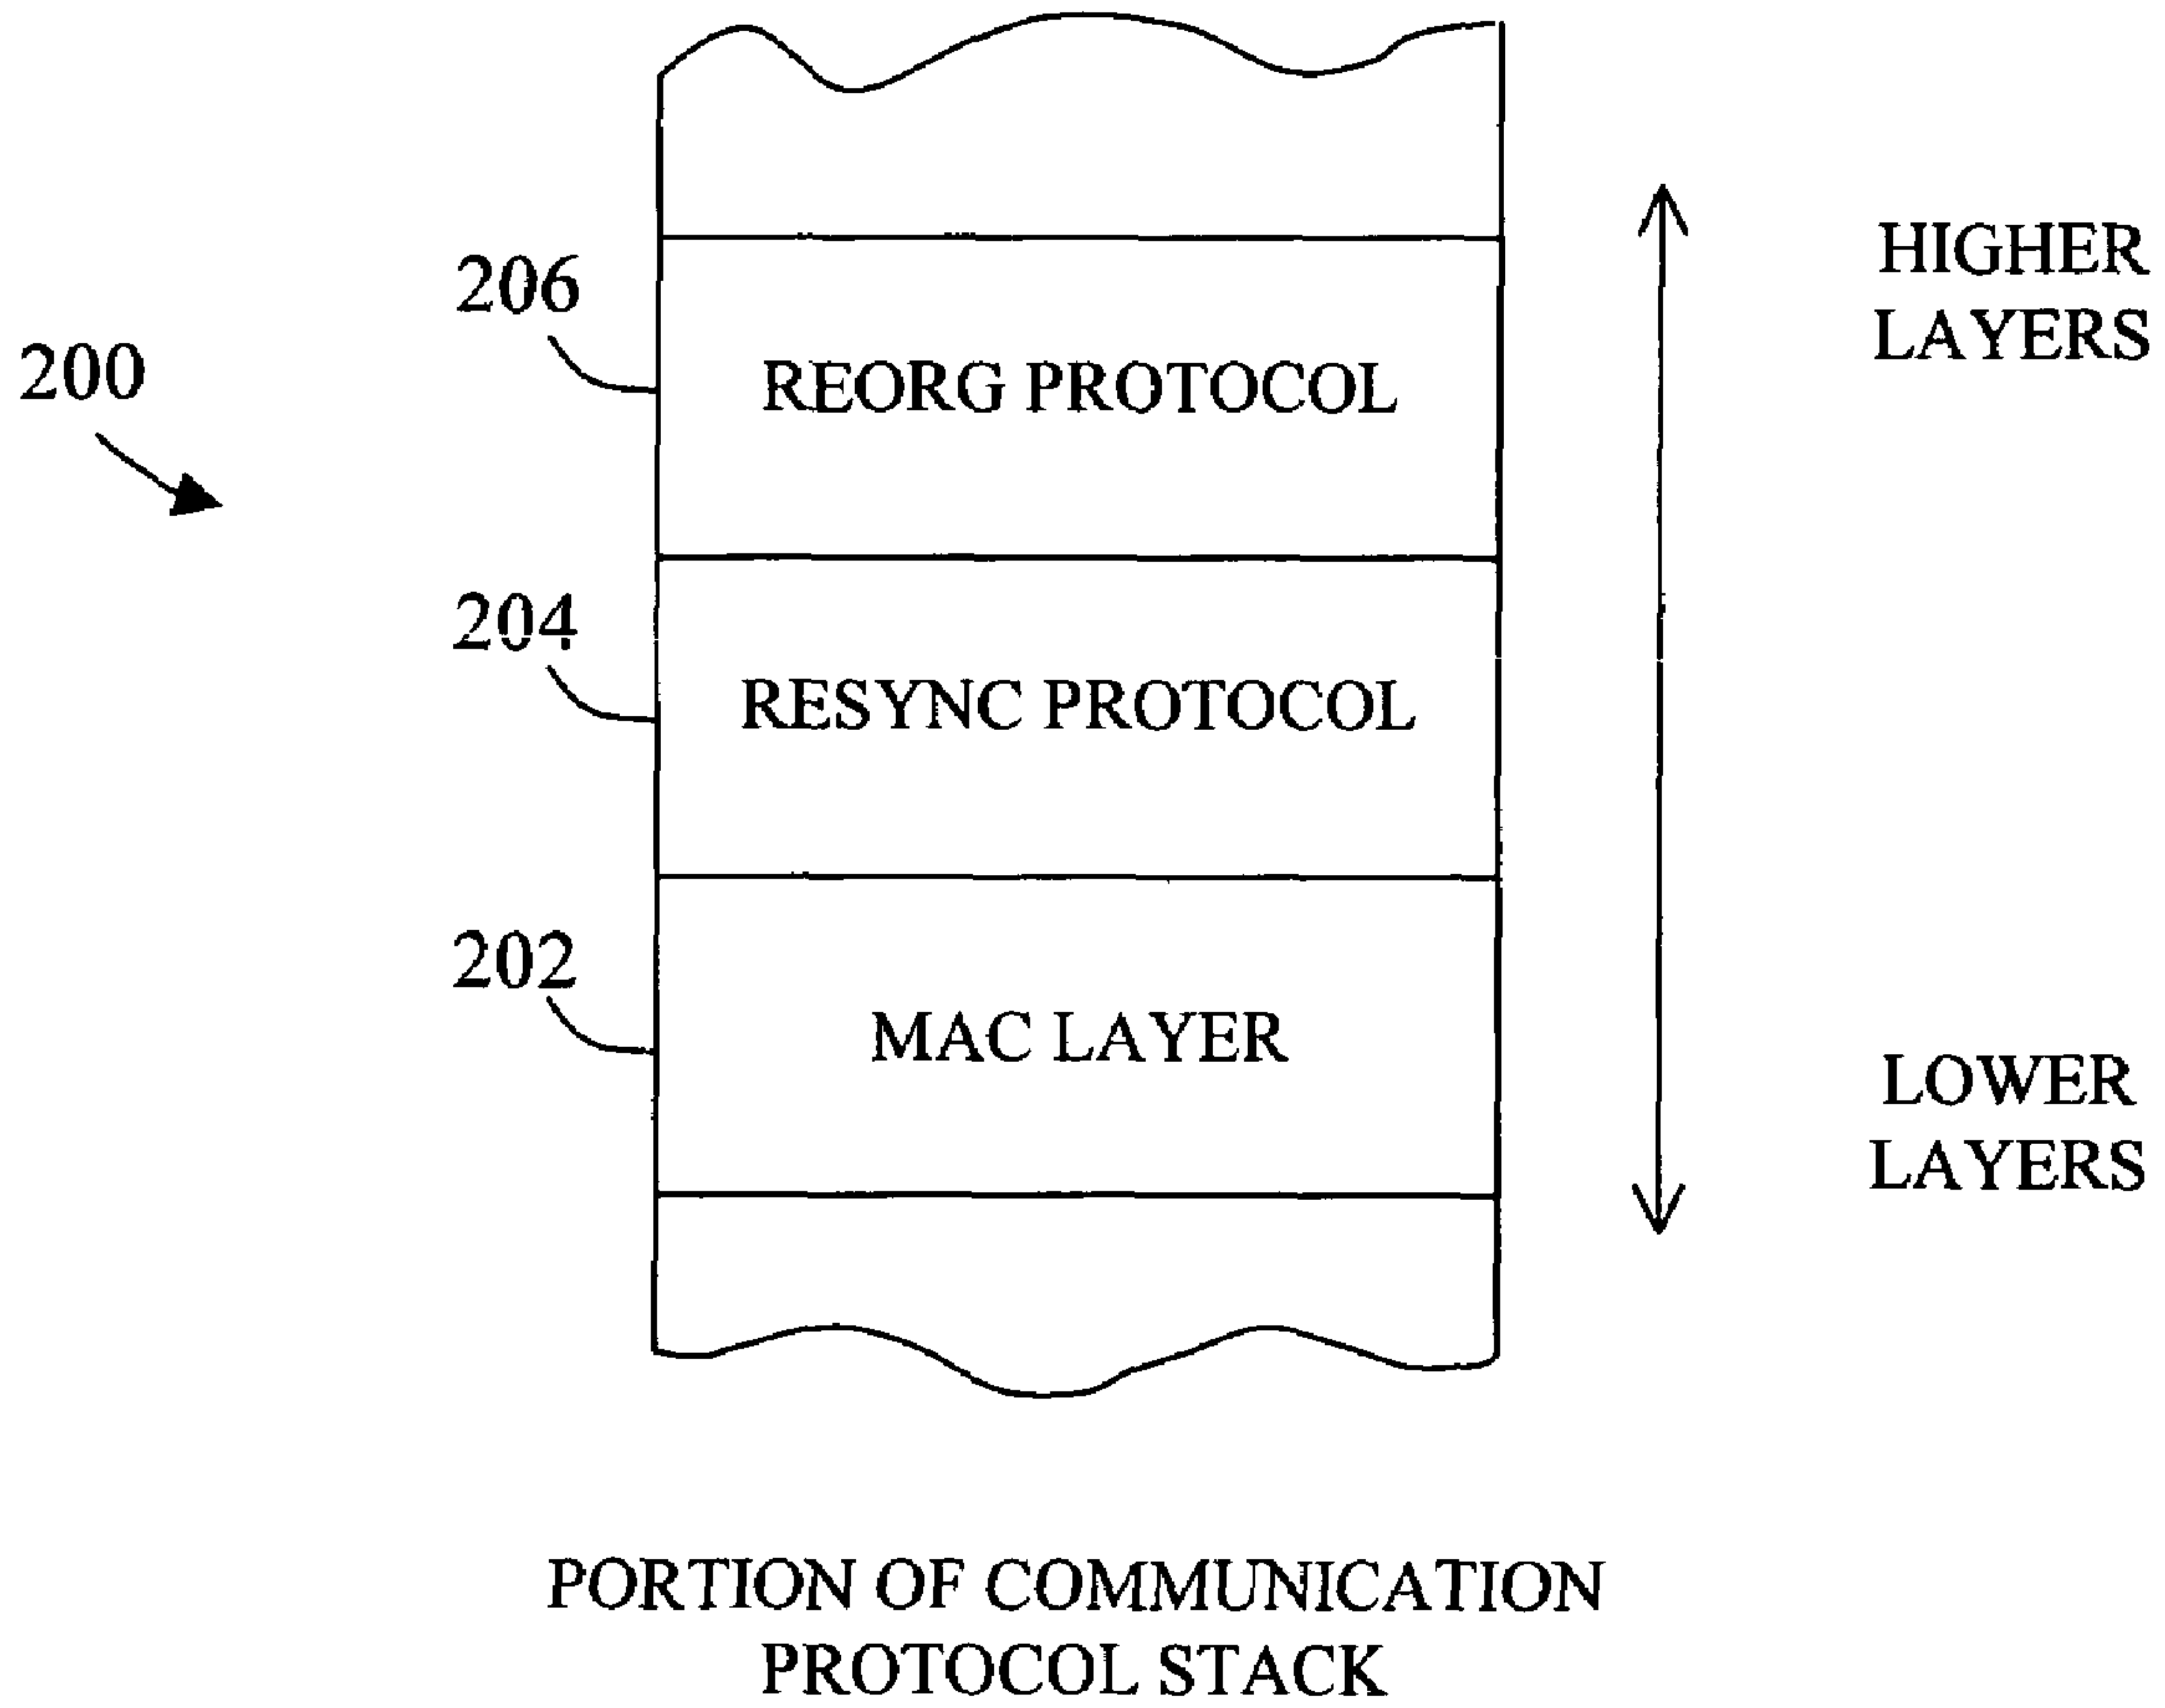 206
HIGHER
LAYERS
200
REORG PROTOCOL
204
RESYNC PROTOCOL
202
MAC LAYER
LOWER
LAYERS
PORTION OF COMMUNICATION
PROTOCOL STACK